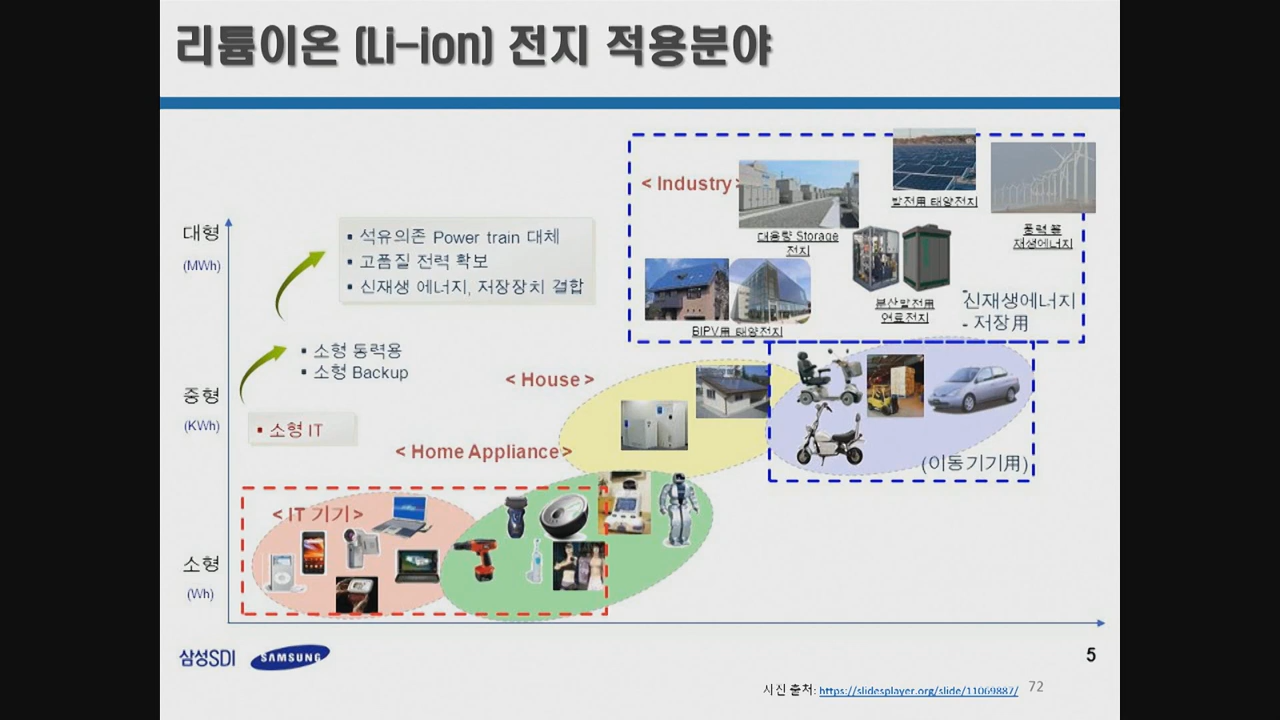 리튬이온 (Li-ion) 전지 적용분야
< Industry>
발전用 태양전지
대용량 Storage
전지
풍력 및
재생에너지
BIPV用 태양전지
분산발전用
연료전지
신재생에너지
- 저장用
대형
(MWh)
▪ 석유의존 Power train 대체
▪ 고품질 전력 확보
▪ 신재생 에너지, 저장장치 결합
▪ 소형 동력용
▪ 소형 Backup
< House >
중형
(KWh)
▪ 소형 IT
< Home Appliance>
(이동기기用)
< IT 기기>
소형
(Wh)
삼성SDI SAMSUNG
5
사진 출처: https://slidesplayer.org/slide/11069887/ 72